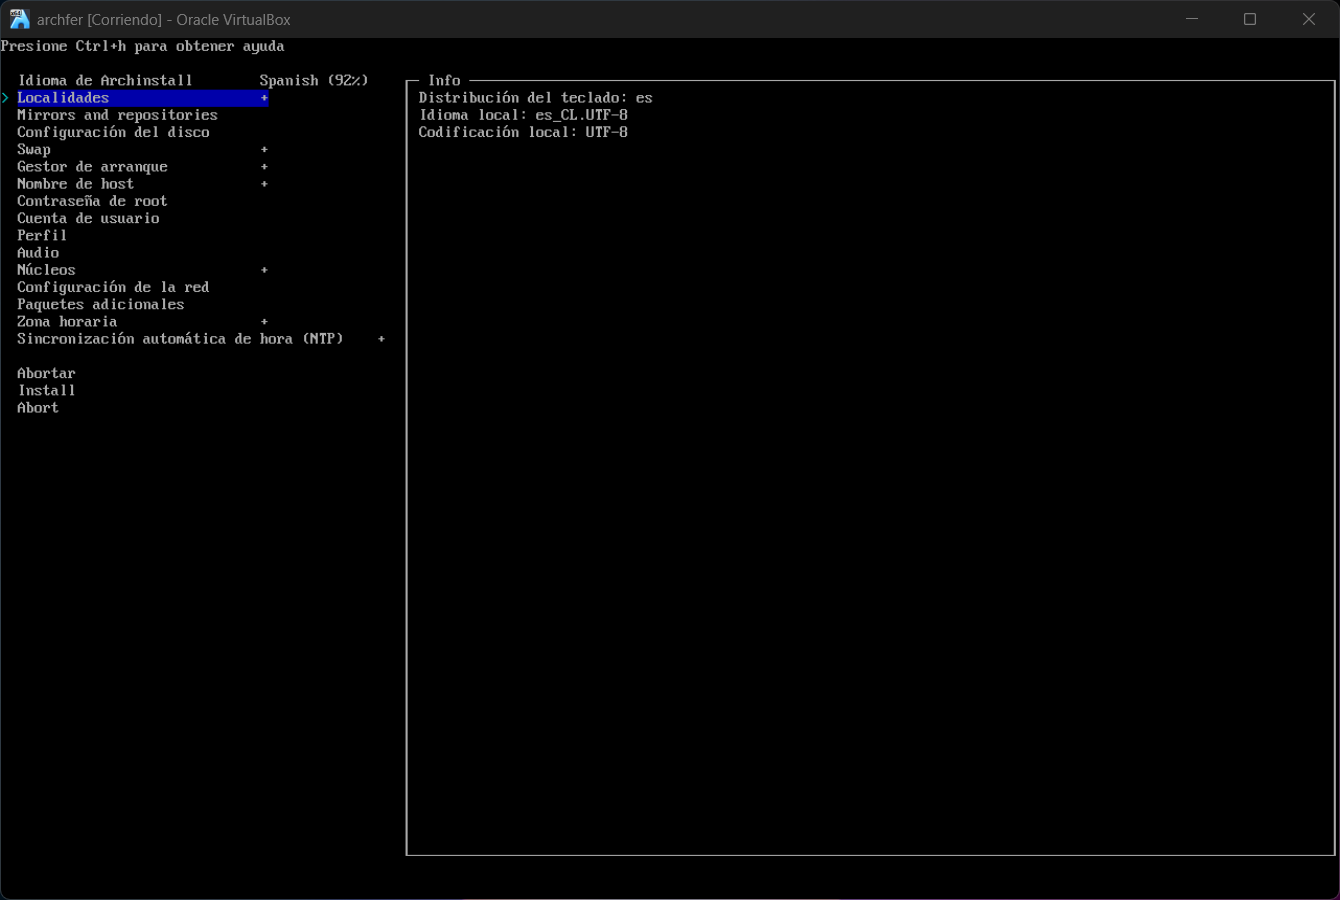 archfer [Corriendo] - Oracle VirtualBox
Presione Ctrl+h para obtener ayuda
Idioma de Archinstall Spanish (92%)
> Localidades +
Mirrors and repositories
Configuración del disco
Swap +
Gestor de arranque +
Nombre de host +
Contraseña de root
Cuenta de usuario
Perfil
Audio
Núcleos +
Configuración de la red
Paquetes adicionales
Zona horaria +
Sincronización automática de hora (NTP) +
Abortar
Install
Abort
Info
Distribución del teclado: es
Idioma local: es_CL.UTF-8
Codificación local: UTF-8